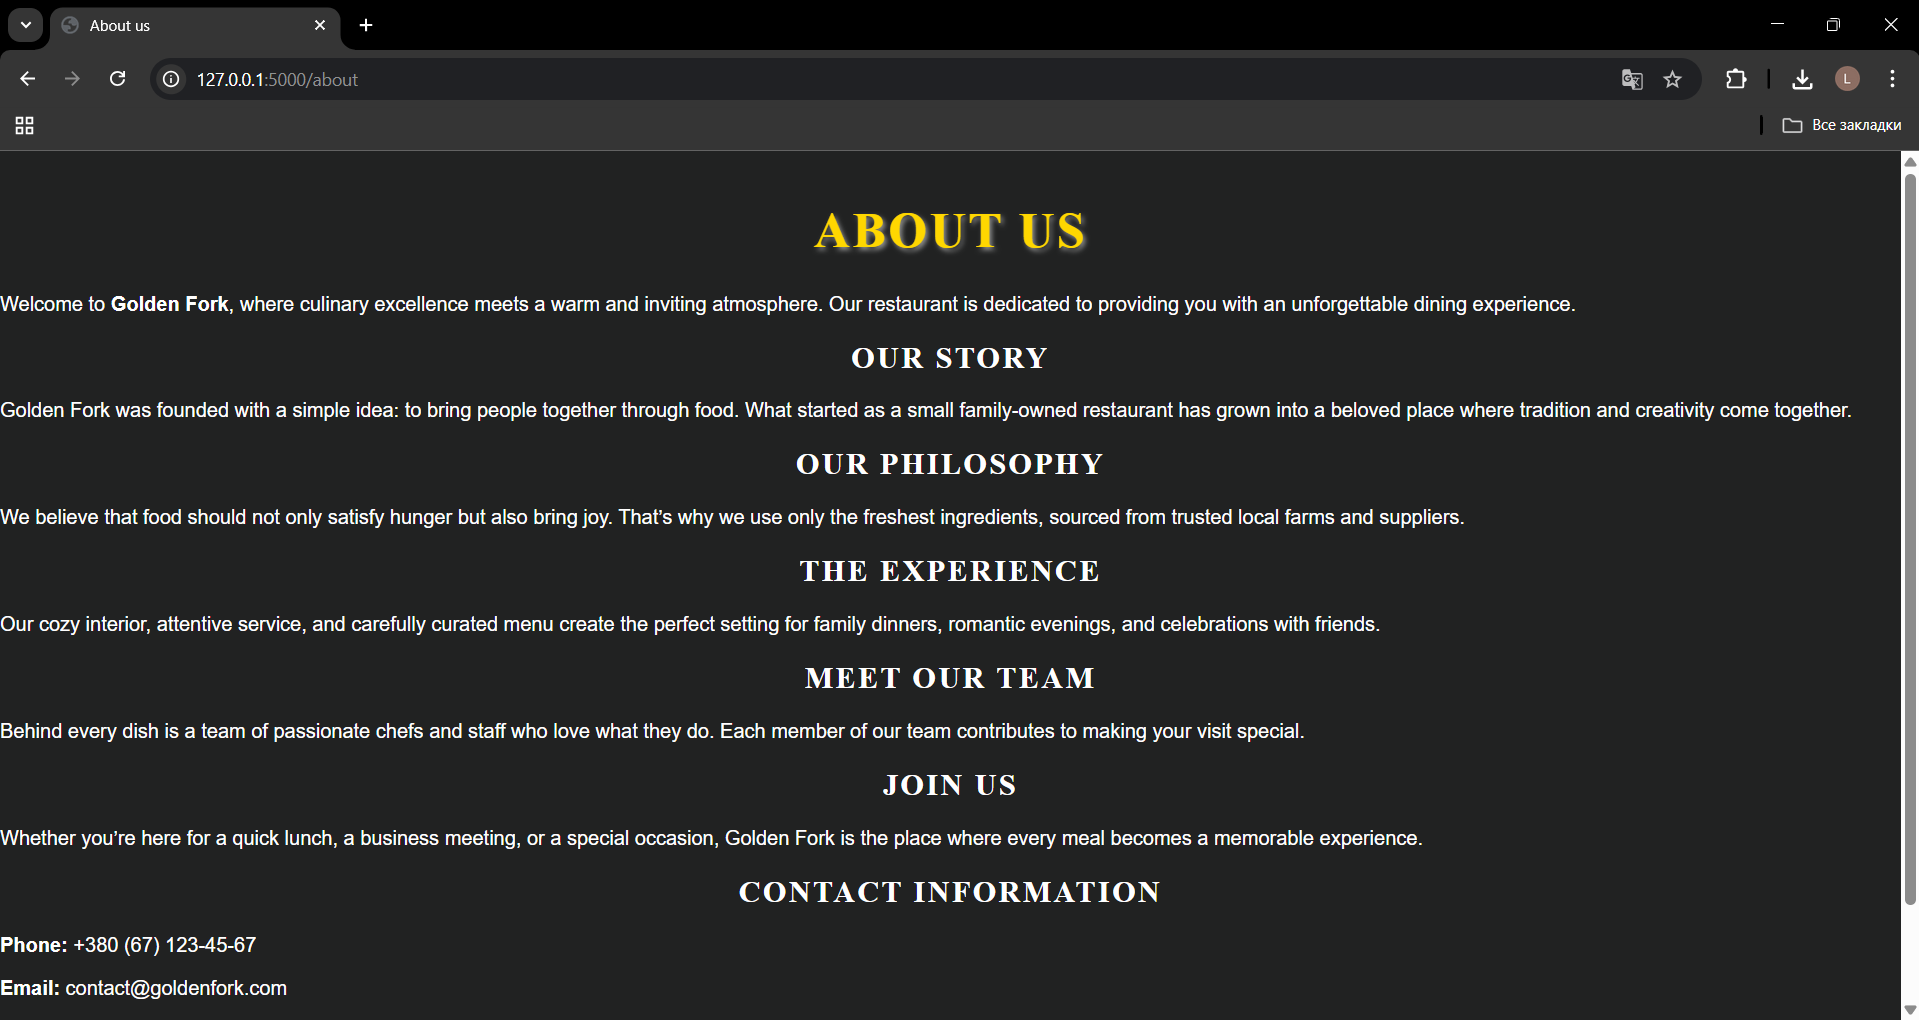 About us
127.0.0.1:5000/about
L
Все закладки
ABOUT US
Welcome to Golden Fork, where culinary excellence meets a warm and inviting atmosphere. Our restaurant is dedicated to providing you with an unforgettable dining experience.
OUR STORY
Golden Fork was founded with a simple idea: to bring people together through food. What started as a small family-owned restaurant has grown into a beloved place where tradition and creativity come together.
OUR PHILOSOPHY
We believe that food should not only satisfy hunger but also bring joy. That’s why we use only the freshest ingredients, sourced from trusted local farms and suppliers.
THE EXPERIENCE
Our cozy interior, attentive service, and carefully curated menu create the perfect setting for family dinners, romantic evenings, and celebrations with friends.
MEET OUR TEAM
Behind every dish is a team of passionate chefs and staff who love what they do. Each member of our team contributes to making your visit special.
JOIN US
Whether you’re here for a quick lunch, a business meeting, or a special occasion, Golden Fork is the place where every meal becomes a memorable experience.
CONTACT INFORMATION
Phone: +380 (67) 123-45-67
Email: contact@goldenfork.com